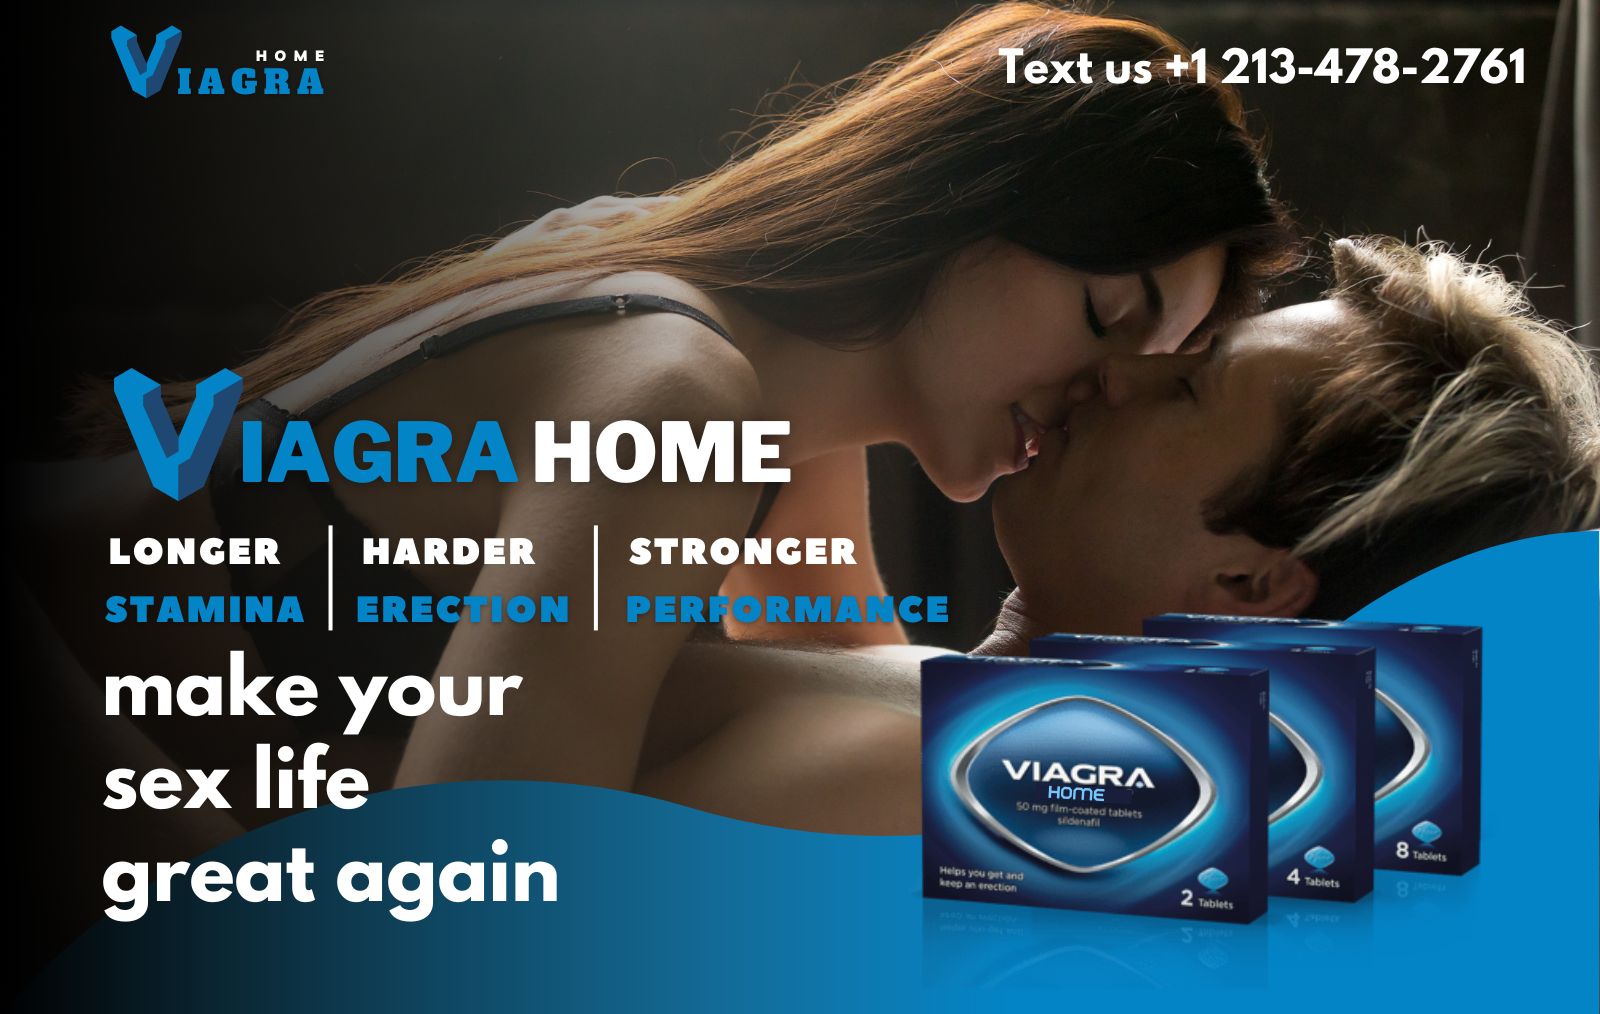 HOME
VIAGRA
Text us +1 213-478-2761
VIAGRA HOME
LONGER HARDER STRONGER
STAMINA ERECTION PERFORMANCE
make your
sex life
great again
VIAGRA
HOME
50 mg film-coated tablets
sildenafil
Helps you get and
keep an erection
2 Tablets
4 Tablets
8 Tablets